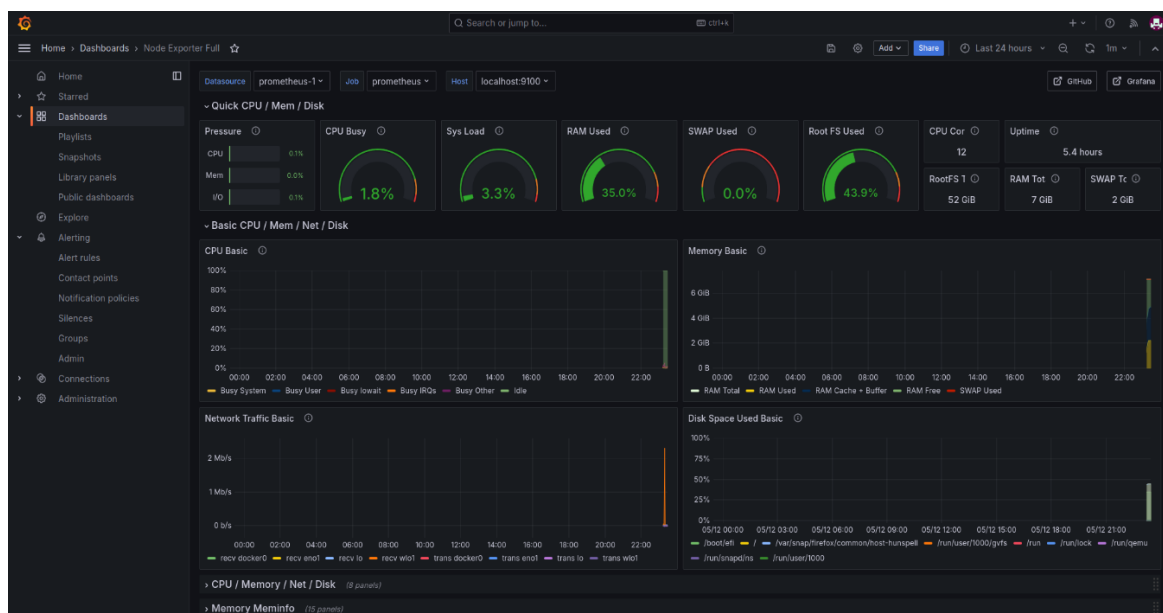 Search or jump to...
ctrl+k
Home › Dashboards › Node Exporter Full
Add
Share
Last 24 hours
1m
Home
Starred
Dashboards
Playlists
Snapshots
Library panels
Public dashboards
Explore
Alerting
Alert rules
Contact points
Notification policies
Silences
Groups
Admin
Connections
Administration
Datasource prometheus-1 Job prometheus Host localhost:9100
GitHub Grafana
Quick CPU / Mem / Disk
Pressure
CPU 0.1%
Mem 0.0%
I/O 0.1%
CPU Busy
1.8%
Sys Load
3.3%
RAM Used
35.0%
SWAP Used
0.0%
Root FS Used
43.9%
CPU Cor
12
Uptime
5.4 hours
RootFS T
52 GiB
RAM Tot
7 GiB
SWAP Tc
2 GiB
Basic CPU / Mem / Net / Disk
CPU Basic
100%
80%
60%
40%
20%
0%
00:00 02:00 04:00 06:00 08:00 10:00 12:00 14:00 16:00 18:00 20:00 22:00
Busy System Busy User Busy Iowait Busy IRQs Busy Other Idle
Memory Basic
6 GiB
4 GiB
2 GiB
0 B
00:00 02:00 04:00 06:00 08:00 10:00 12:00 14:00 16:00 18:00 20:00 22:00
RAM Total RAM Used RAM Cache + Buffer RAM Free SWAP Used
Network Traffic Basic
2 Mb/s
1 Mb/s
0 b/s
00:00 02:00 04:00 06:00 08:00 10:00 12:00 14:00 16:00 18:00 20:00 22:00
recv docker0 recv eno1 recv lo recv wlo1 trans docker0 trans eno1 trans lo trans wlo1
Disk Space Used Basic
100%
75%
50%
25%
0%
05/12 00:00 05/12 03:00 05/12 06:00 05/12 09:00 05/12 12:00 05/12 15:00 05/12 18:00 05/12 21:00
/boot/efi / /var/snap/firefox/common/host-hunspell /run/user/1000/gvfs /run /run/lock /run/qemu
/run/snapd/ns /run/user/1000
CPU / Memory / Net / Disk (8 panels)
Memory Meminfo (15 panels)